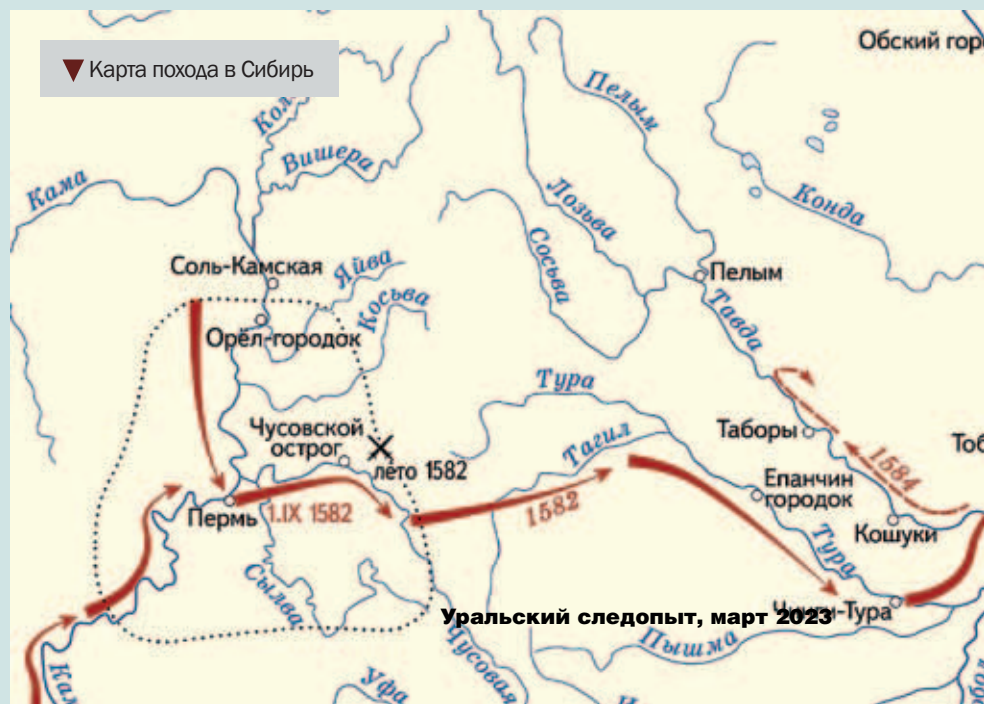 Карта похода в Сибирь
Обский гор
Кол
Вишера
Пелым
Кама
Конда
Лозьва
Сосьва
Соль-Камская
Яйва
Пелым
Косьва
Тавда
Орёл-городок
Тура
Чусовской
острог
лето 1582
Тагил
Таборы
Тоб
1584
Епанчин
городок
Пермь
1.IX 1582
1582
Кошуки
Тура
Сылва
Уральский следопыт, март 2023
-Тура
Пышма
Чусовая
Кам
Уфа